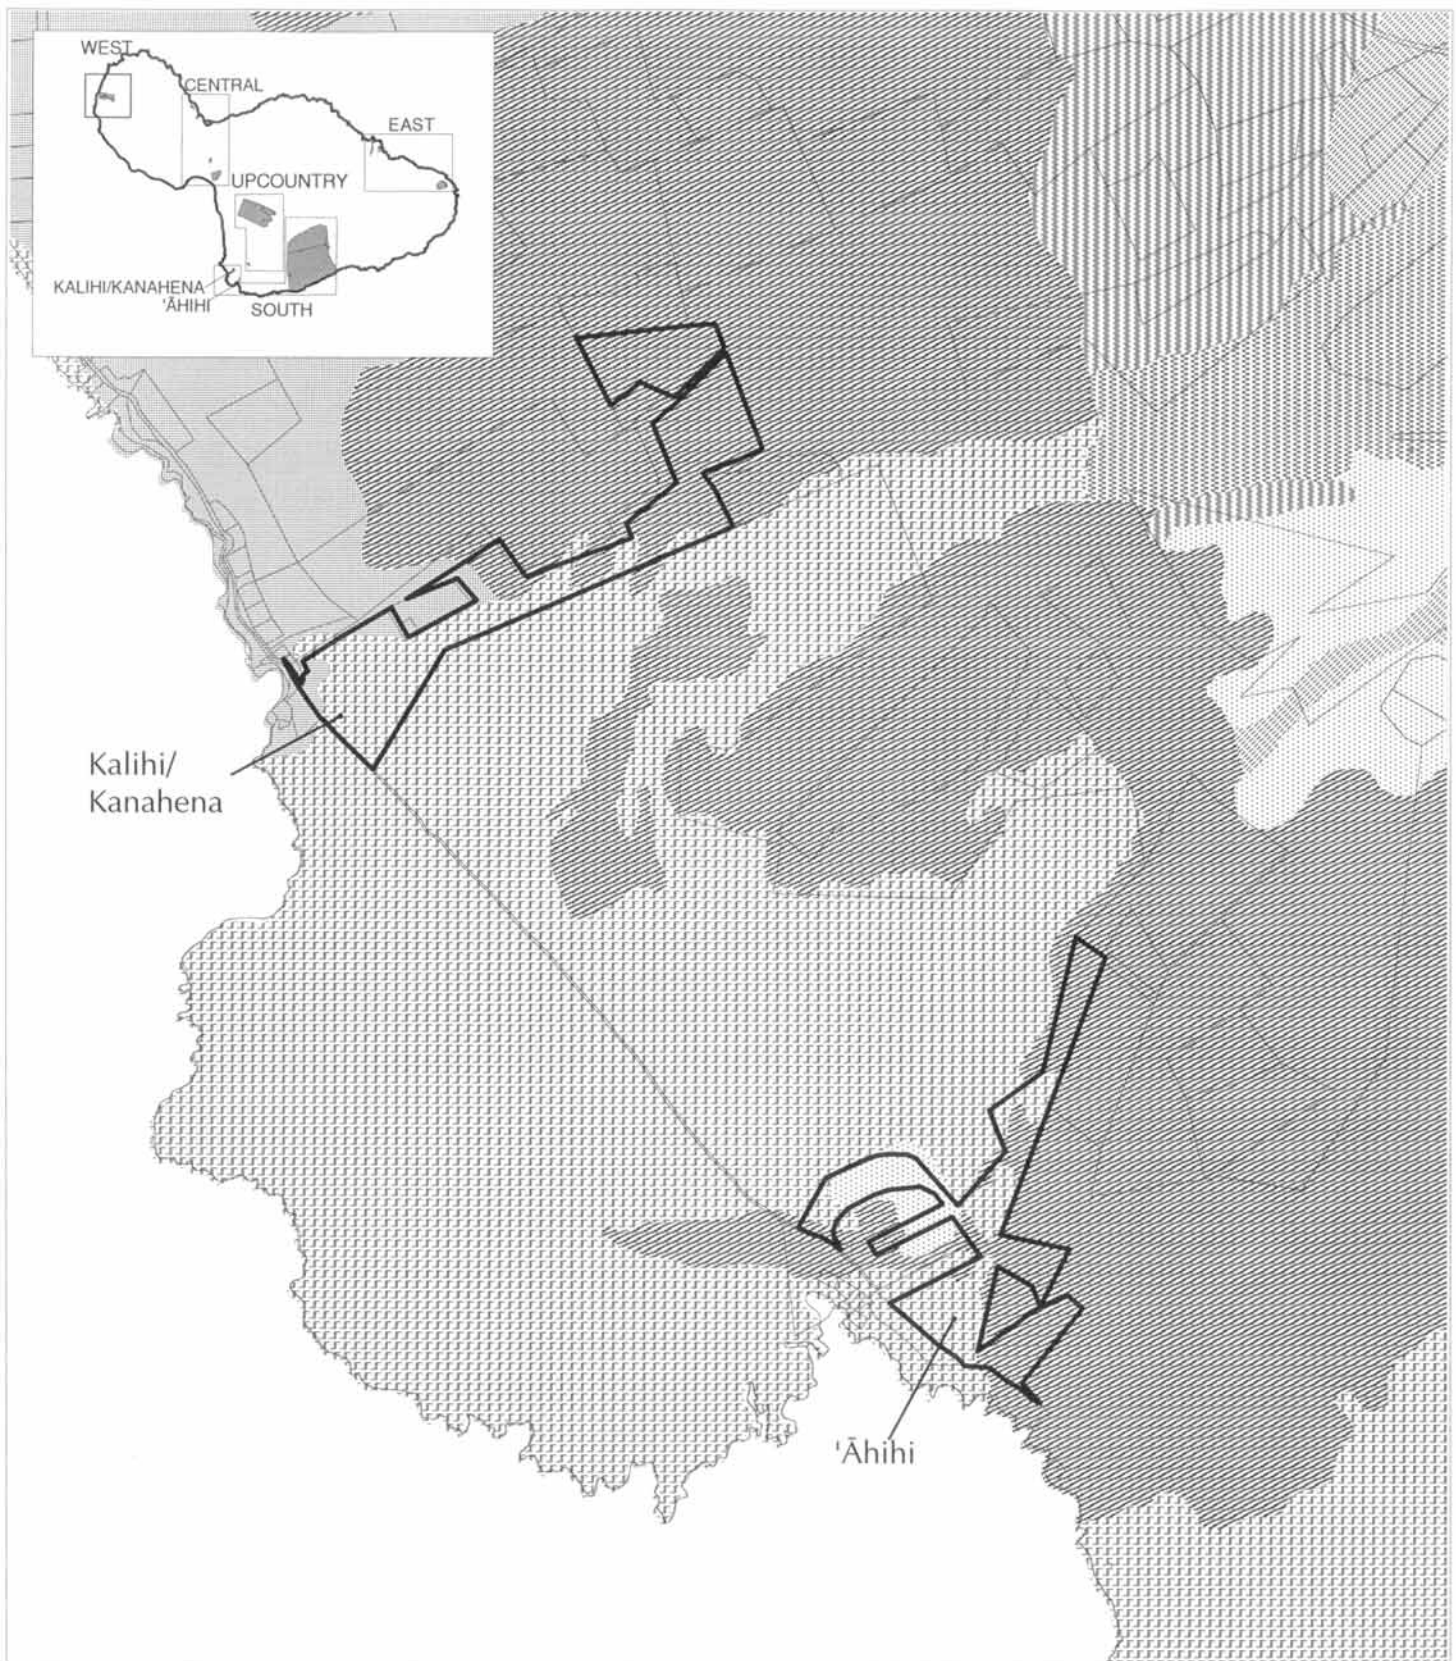 WEST
CENTRAL
EAST
UPCOUNTRY
KALIHI/KANAHENA
'ĀHIHI
SOUTH
Kalihi/
Kanahena
'Āhihi